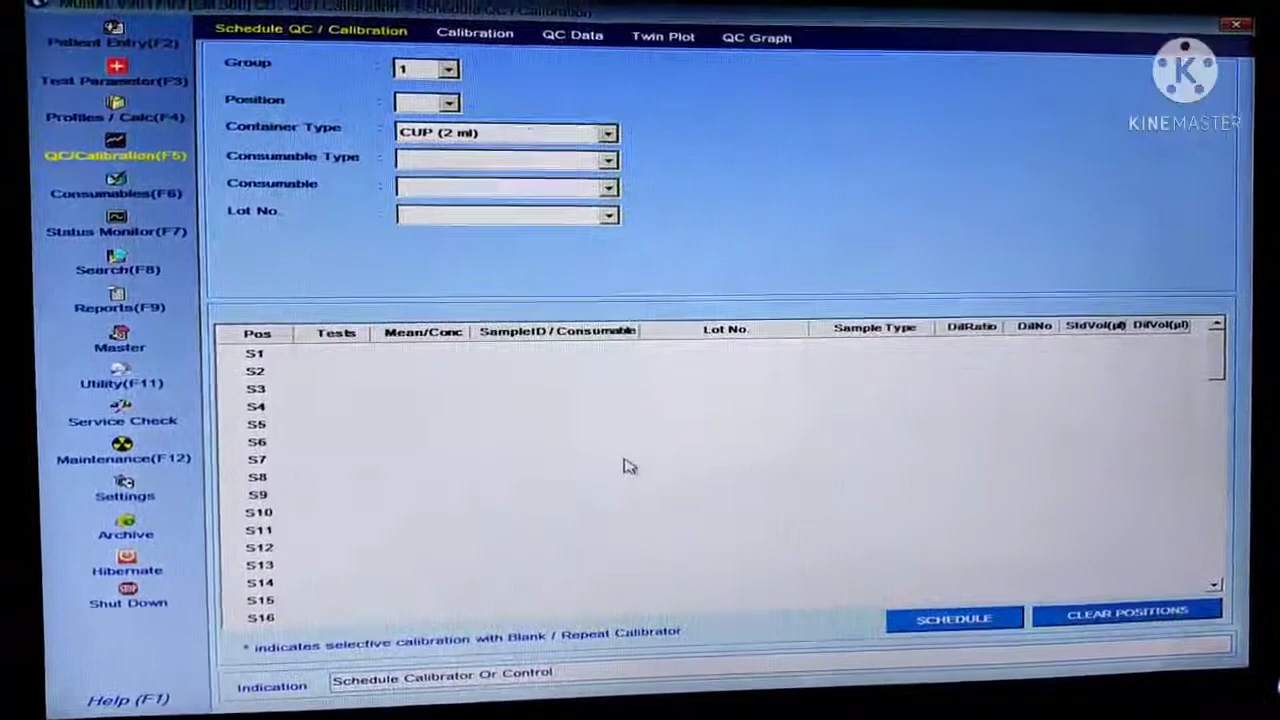 Schedule QC / Calibration Calibration QC Data Twin Plot QC Graph
Patient Entry(F2)
Test Parameter(F3)
Profiles / Calc(F4)
QC/Calibration(F5)
Consumables(F6)
Status Monitor(F7)
Search(F8)
Reports(F9)
Master
Utility(F11)
Service Check
Maintenance(F12)
Settings
Archive
Hibernate
STOP
Shut Down
Help (F1)
Group : 1
Position :
Container Type : CUP (2 ml)
Consumable Type :
Consumable :
Lot No. :
K
KINEMASTER
Pos Tests Mean/Conc SampleID / Consumable Lot No. Sample Type DilRatio DilNo StdVol(µl) DilVol(µl)
S1
S2
S3
S4
S5
S6
S7
S8
S9
S10
S11
S12
S13
S14
S15
S16
SCHEDULE CLEAR POSITIONS
* indicates selective calibration with Blank / Repeat Calibrator
Indication Schedule Calibrator Or Control